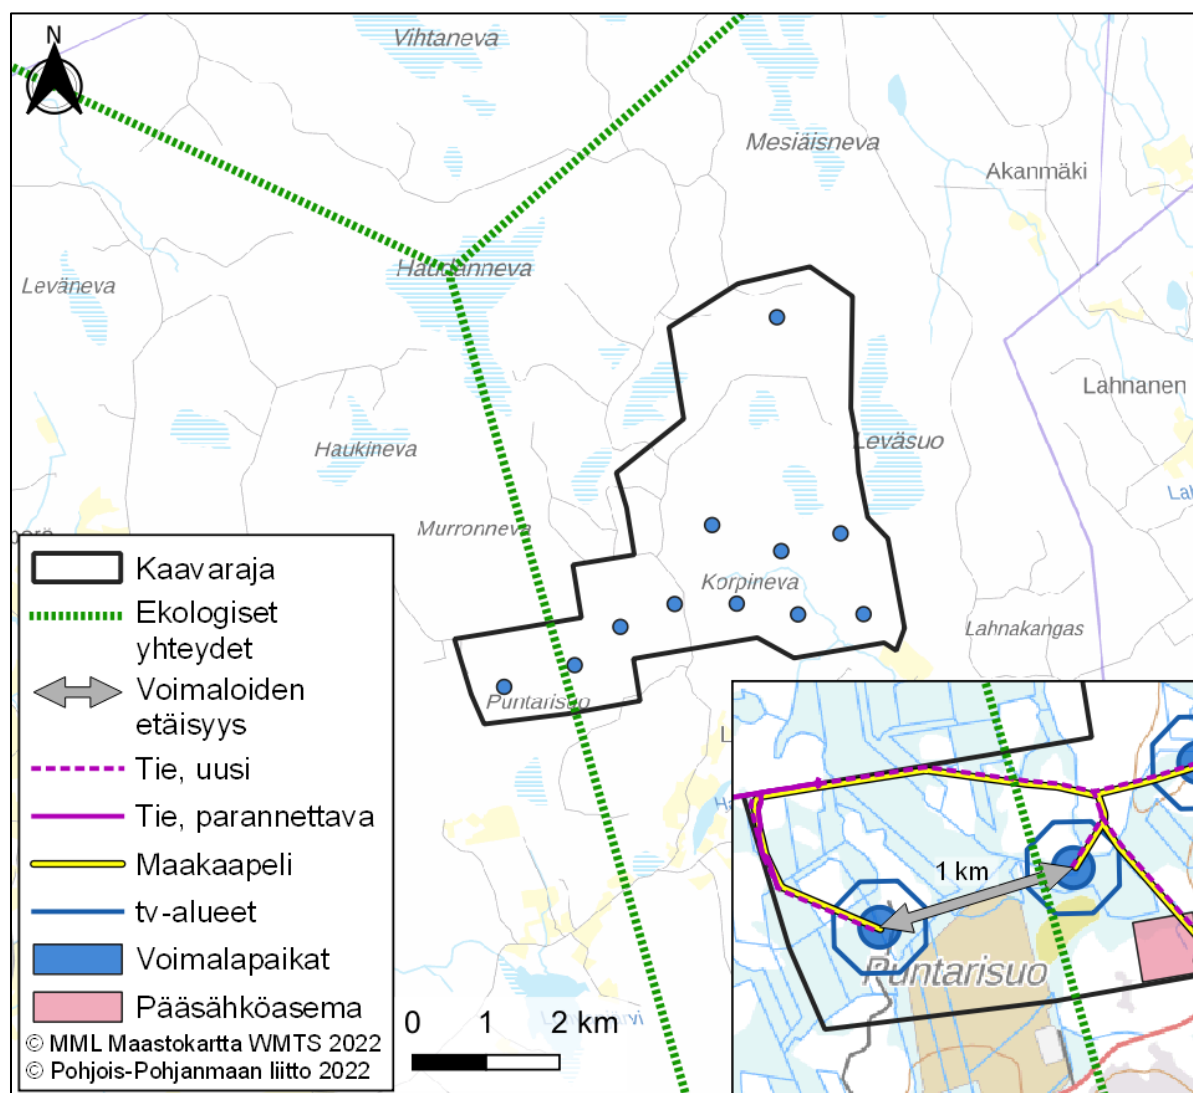 N
Vihtaneva
Mesiäisneva
Akanmäki
Haudanneva
Leväneva
Lahnanen
Haukineva
Leväsuo
Murronneva
Korpineva
Lahnakangas
Puntarisuo
Kaavaraja
Ekologiset
yhteydet
Voimaloiden
etäisyys
Tie, uusi
Tie, parannettava
Maakaapeli
tv-alueet
Voimalapaikat
Pääsähköasema
© MML Maastokartta WMTS 2022
© Pohjois-Pohjanmaan liitto 2022
0 1 2 km
1 km
Puntarisuo